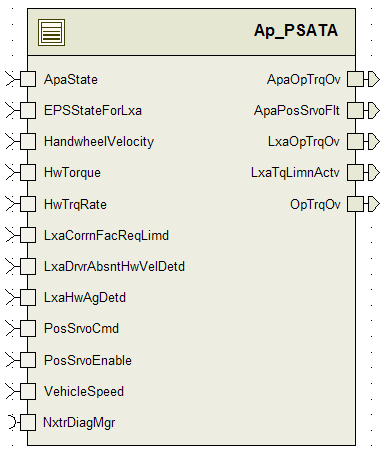 Ap_PSATA
ApaState ApaOpTrqOv
EPSStateForLxa ApaPosSrvoFlt
HandwheelVelocity LxaOpTrqOv
HwTorque LxaTqLimnActv
HwTrqRate OpTrqOv
LxaCorrnFacReqLimd
LxaDrvrAbsntHwVelDetd
LxaHwAgDetd
PosSrvoCmd
PosSrvoEnable
VehicleSpeed
NxtrDiagMgr